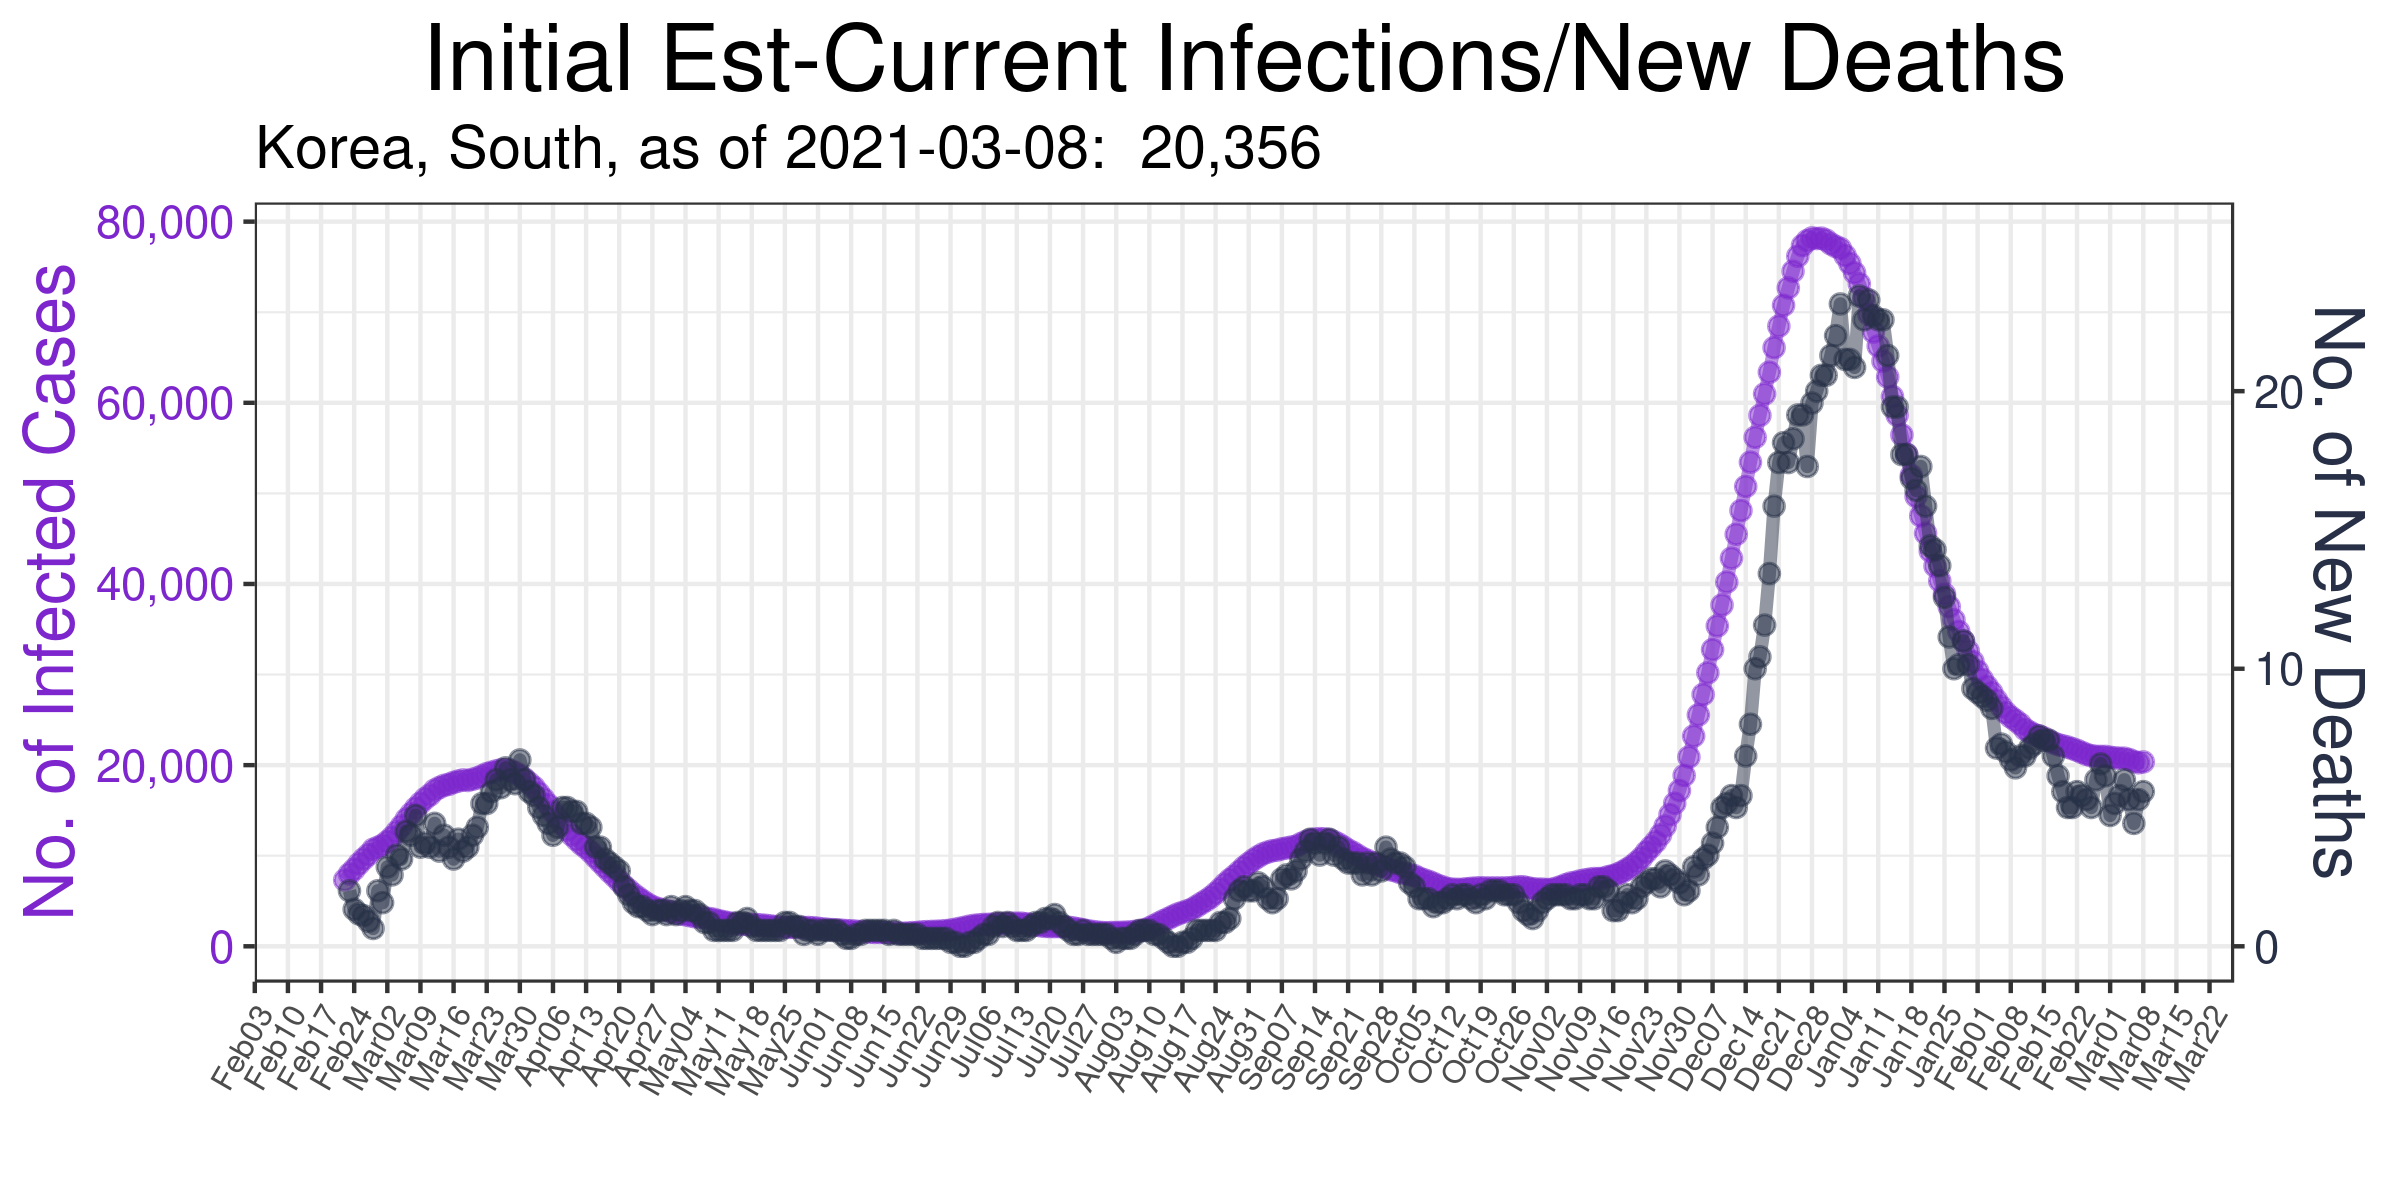 Initial Est-Current Infections/New Deaths
Korea, South, as of 2021-03-08:  20,356
No. of Infected Cases
80,000
60,000
40,000
20,000
0
No. of New Deaths
20
10
0
Feb03
Feb10
Feb17
Feb24
Mar02
Mar09
Mar16
Mar23
Mar30
Apr06
Apr13
Apr20
Apr27
May04
May11
May18
May25
Jun01
Jun08
Jun15
Jun22
Jun29
Jul06
Jul13
Jul20
Jul27
Aug03
Aug10
Aug17
Aug24
Aug31
Sep07
Sep14
Sep21
Sep28
Oct05
Oct12
Oct19
Oct26
Nov02
Nov09
Nov16
Nov23
Nov30
Dec07
Dec14
Dec21
Dec28
Jan04
Jan11
Jan18
Jan25
Feb01
Feb08
Feb15
Feb22
Mar01
Mar08
Mar15
Mar22